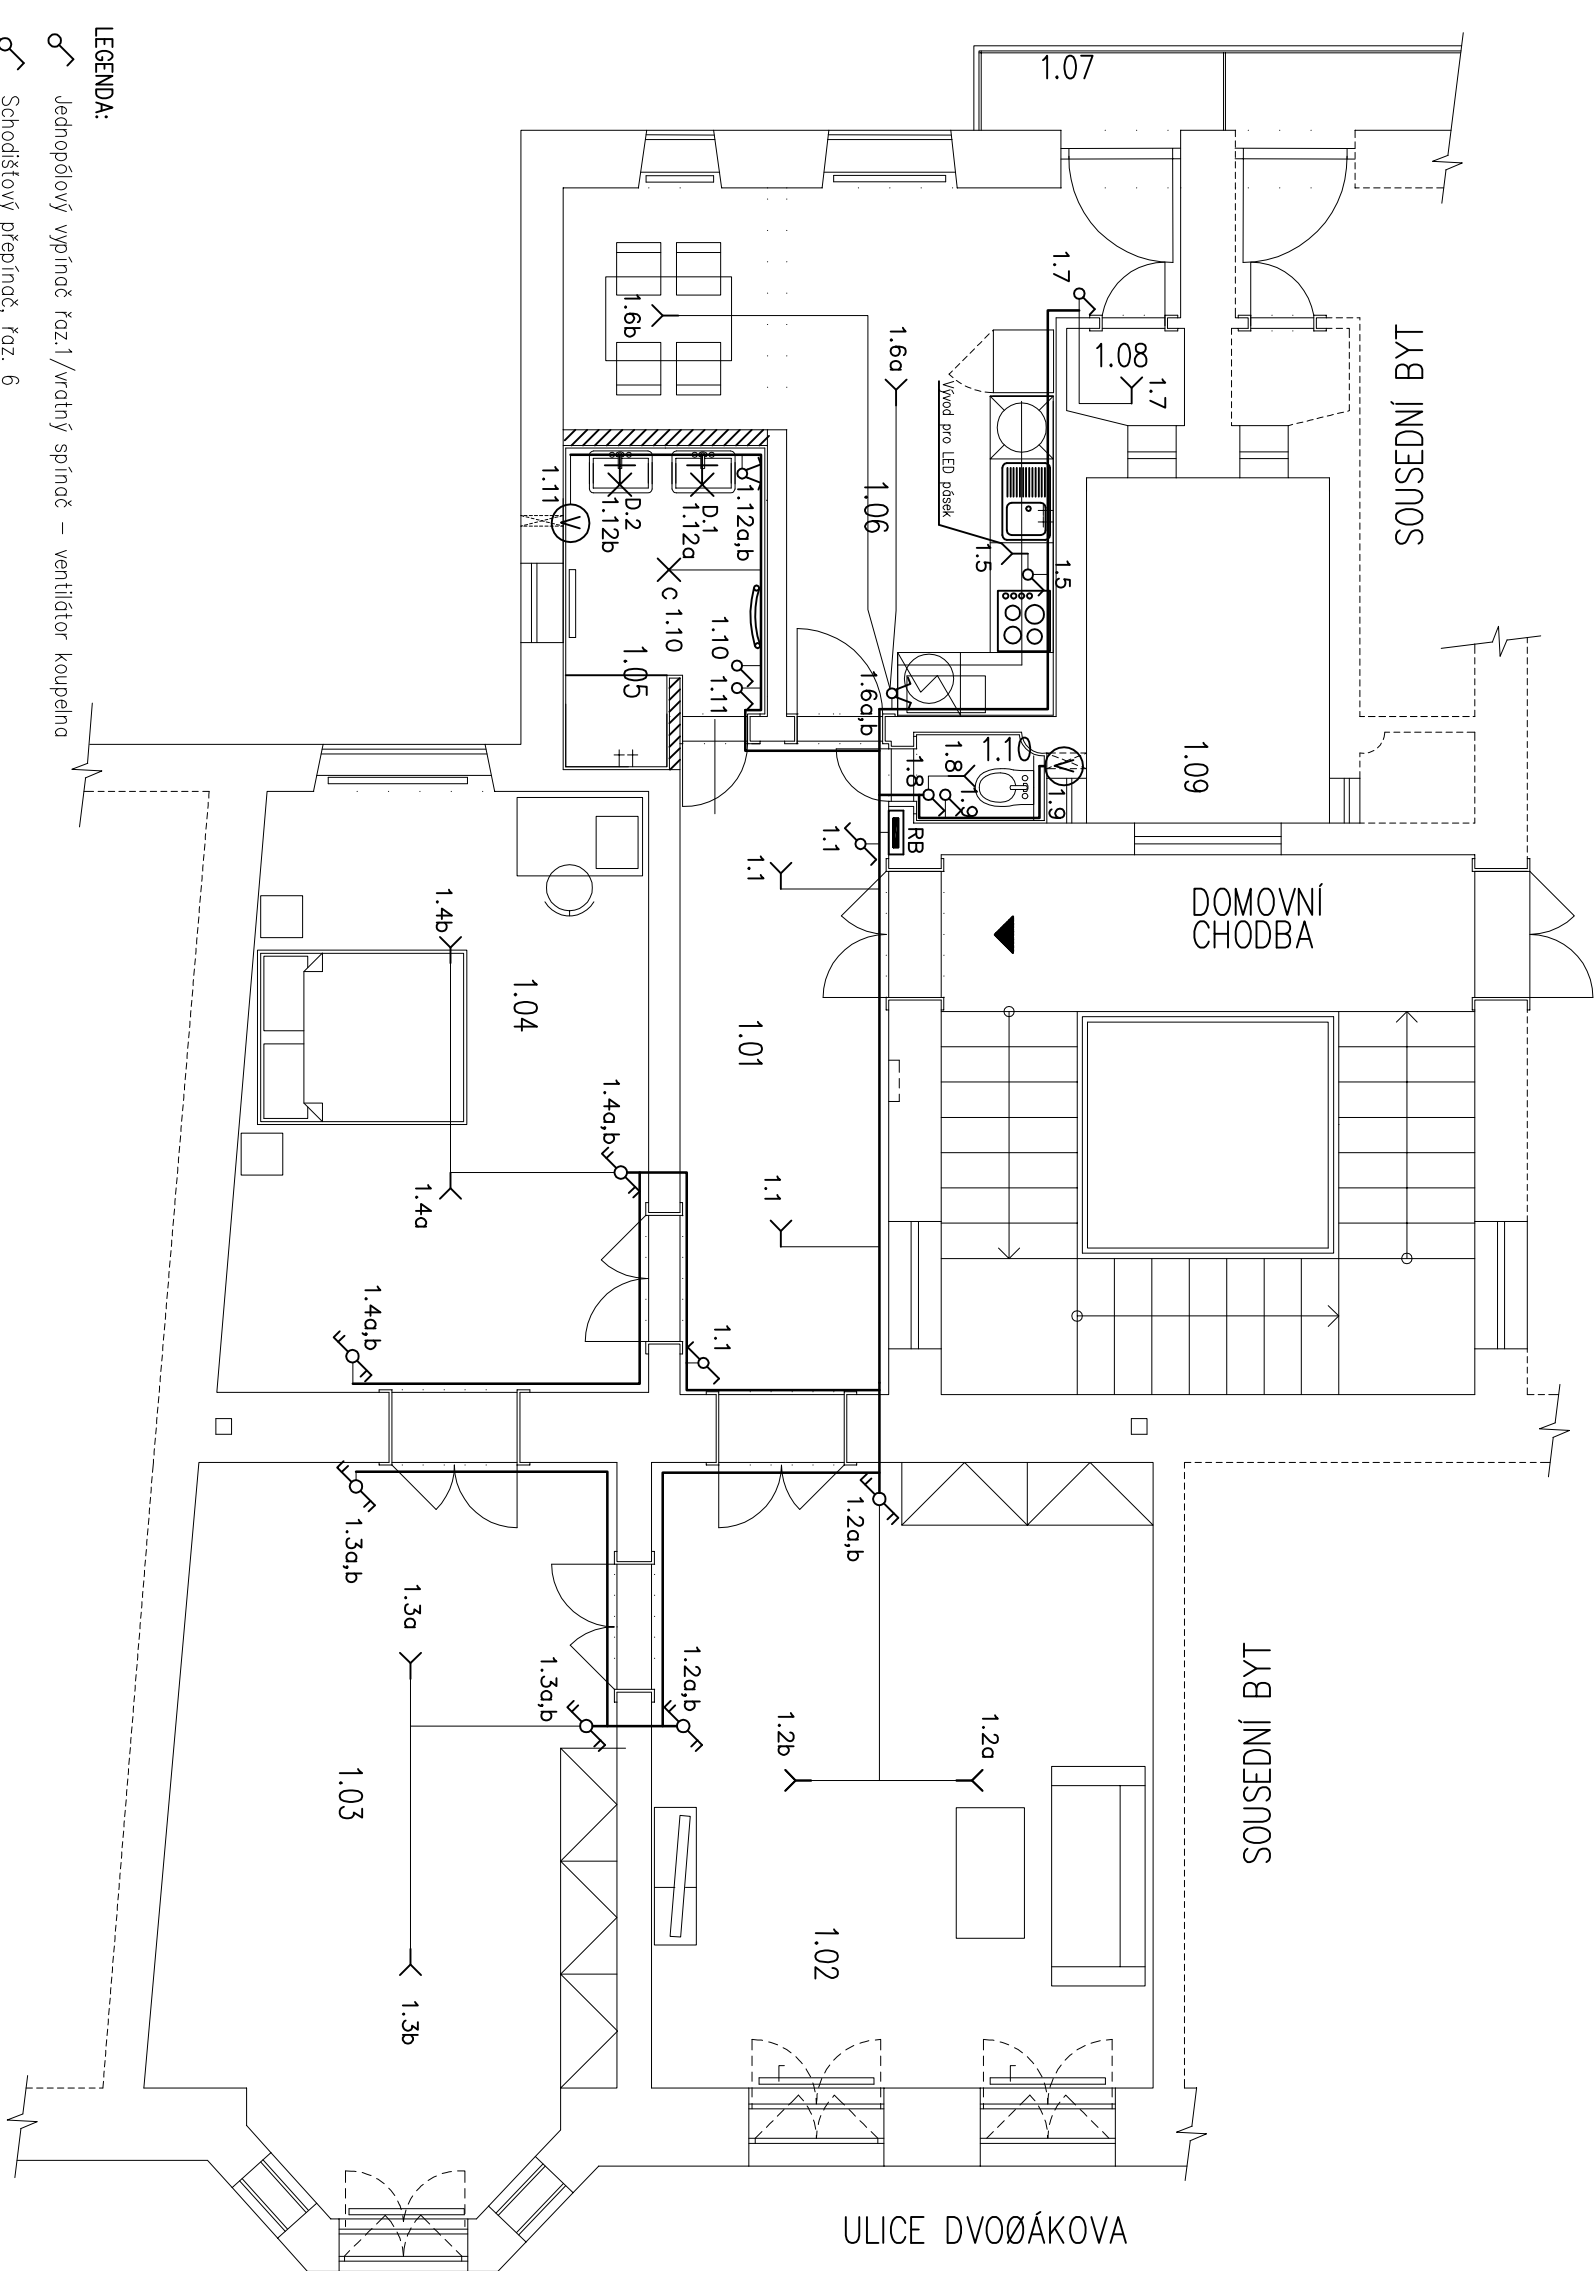 1.07
SOUSEDNÍ BYT
1.7
1.08
1.7
1.6b
1.6a
Vývod pro LED pásek
1.06
1.5
1.5
1.11
D.2
1.12b
D.1
1.12a
1.12a,b
C 1.10
1.10
1.11
1.05
1.6a,b
1.10
1.8
1.8
1.9
1.9
1.09
RB
1.1
1.1
DOMOVNÍ
CHODBA
1.4b
1.04
1.01
1.4a,b
1.4a
1.1
1.4a,b
1.1
1.3a,b
1.2a,b
1.3a
1.3a,b
1.2a,b
1.2b
1.2a
SOUSEDNÍ BYT
1.03
1.02
1.3b
ULICE DVOØÁKOVA
LEGENDA:
Jednopólový vypínač řaz.1/vratný spínač – ventilátor koupelna
Schodišťový přepínač, řaz. 6